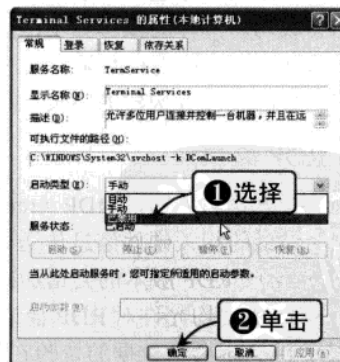 Terminal Services 的属性(本地计算机)
常规 登录 恢复 依存关系
服务名称: TermService
显示名称(N): Terminal Services
描述(D): 允许多位用户连接并控制一台机器，并且在远
可执行文件的路径(H):
C:\WINDOWS\System32\svchost -k DComLaunch
启动类型(E): 手动
自动
手动
已禁用
❶选择
服务状态: 已启动
启动(S) 停止(T) 暂停(P) 恢复(R)
当从此处启动服务时，您可指定所适用的启动参数。
启动参数(M):
❷单击
确定 取消 应用(A)